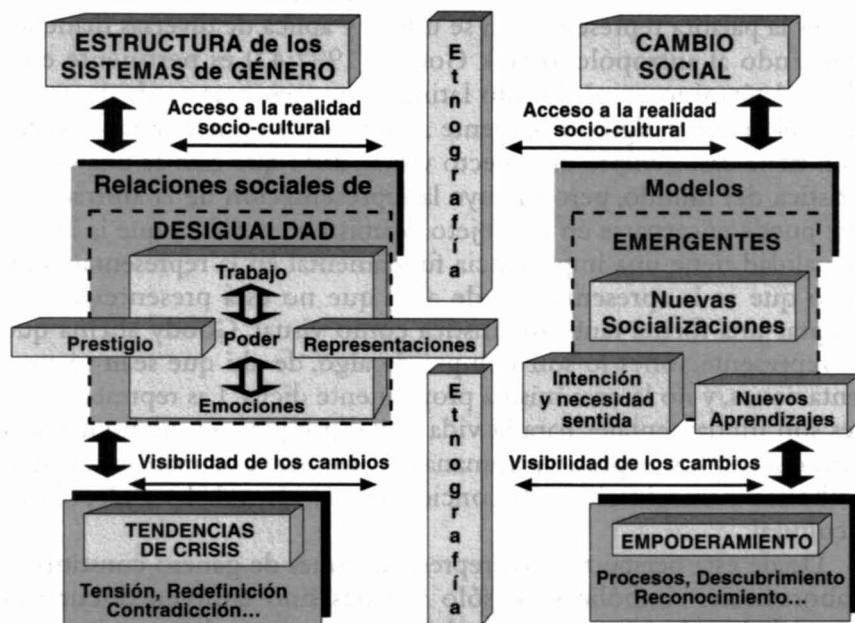 ESTRUCTURA de los
SISTEMAS DE GÉNERO
Acceso a la realidad
socio-cultural
Relaciones sociales de
DESIGUALDAD
Trabajo
Prestigio
Poder
Representaciones
Emociones
Visibilidad de los cambios
TENDENCIAS
DE CRISIS
Tensión, Redefinición
Contradicción...
Etnografía
Etnografía
CAMBIO
SOCIAL
Acceso a la realidad
socio-cultural
Modelos
EMERGENTES
Nuevas
Socializaciones
Intención
y necesidad
sentida
Nuevos
Aprendizajes
Visibilidad de los cambios
EMPODERAMIENTO
Procesos, Descubrimiento
Reconocimiento...